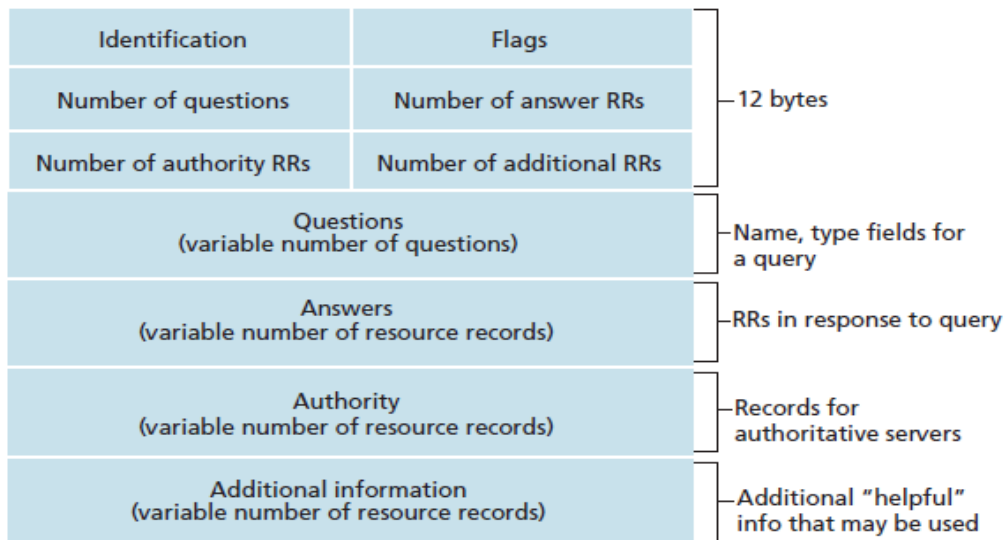 Identification
Flags
Number of questions
Number of answer RRs
12 bytes
Number of authority RRs
Number of additional RRs
Questions
(variable number of questions)
Name, type fields for
a query
Answers
(variable number of resource records)
RRs in response to query
Authority
(variable number of resource records)
Records for
authoritative servers
Additional information
(variable number of resource records)
Additional “helpful”
info that may be used